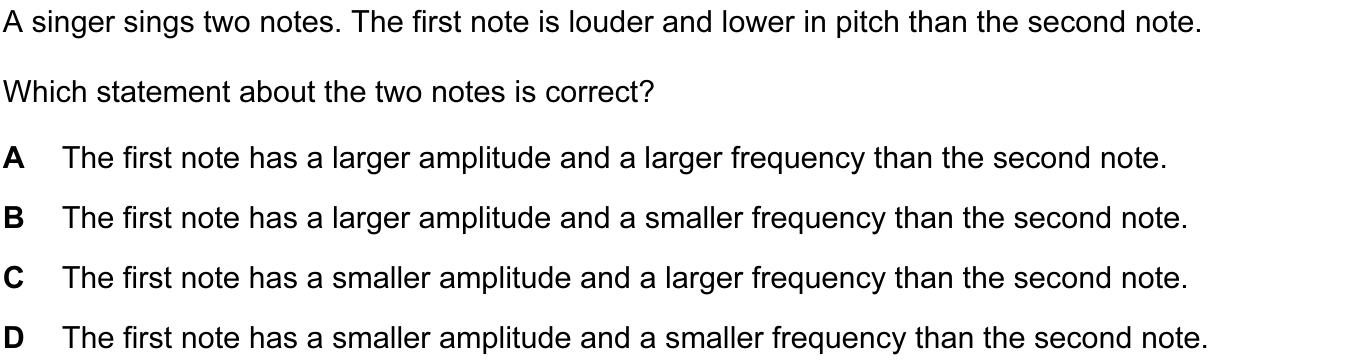 A singer sings two notes. The first note is louder and lower in pitch than the second note.
Which statement about the two notes is correct?
A The first note has a larger amplitude and a larger frequency than the second note.
B The first note has a larger amplitude and a smaller frequency than the second note.
C The first note has a smaller amplitude and a larger frequency than the second note.
D The first note has a smaller amplitude and a smaller frequency than the second note.